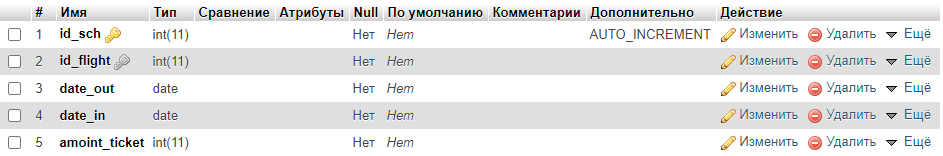 # Имя Тип Сравнение Атрибуты Null По умолчанию Комментарии Дополнительно Действие
1 id_sch int(11) Нет Нет AUTO_INCREMENT Изменить Удалить Ещё
2 id_flight int(11) Нет Нет Изменить Удалить Ещё
3 date_out date Нет Нет Изменить Удалить Ещё
4 date_in date Нет Нет Изменить Удалить Ещё
5 amoint_ticket int(11) Нет Нет Изменить Удалить Ещё